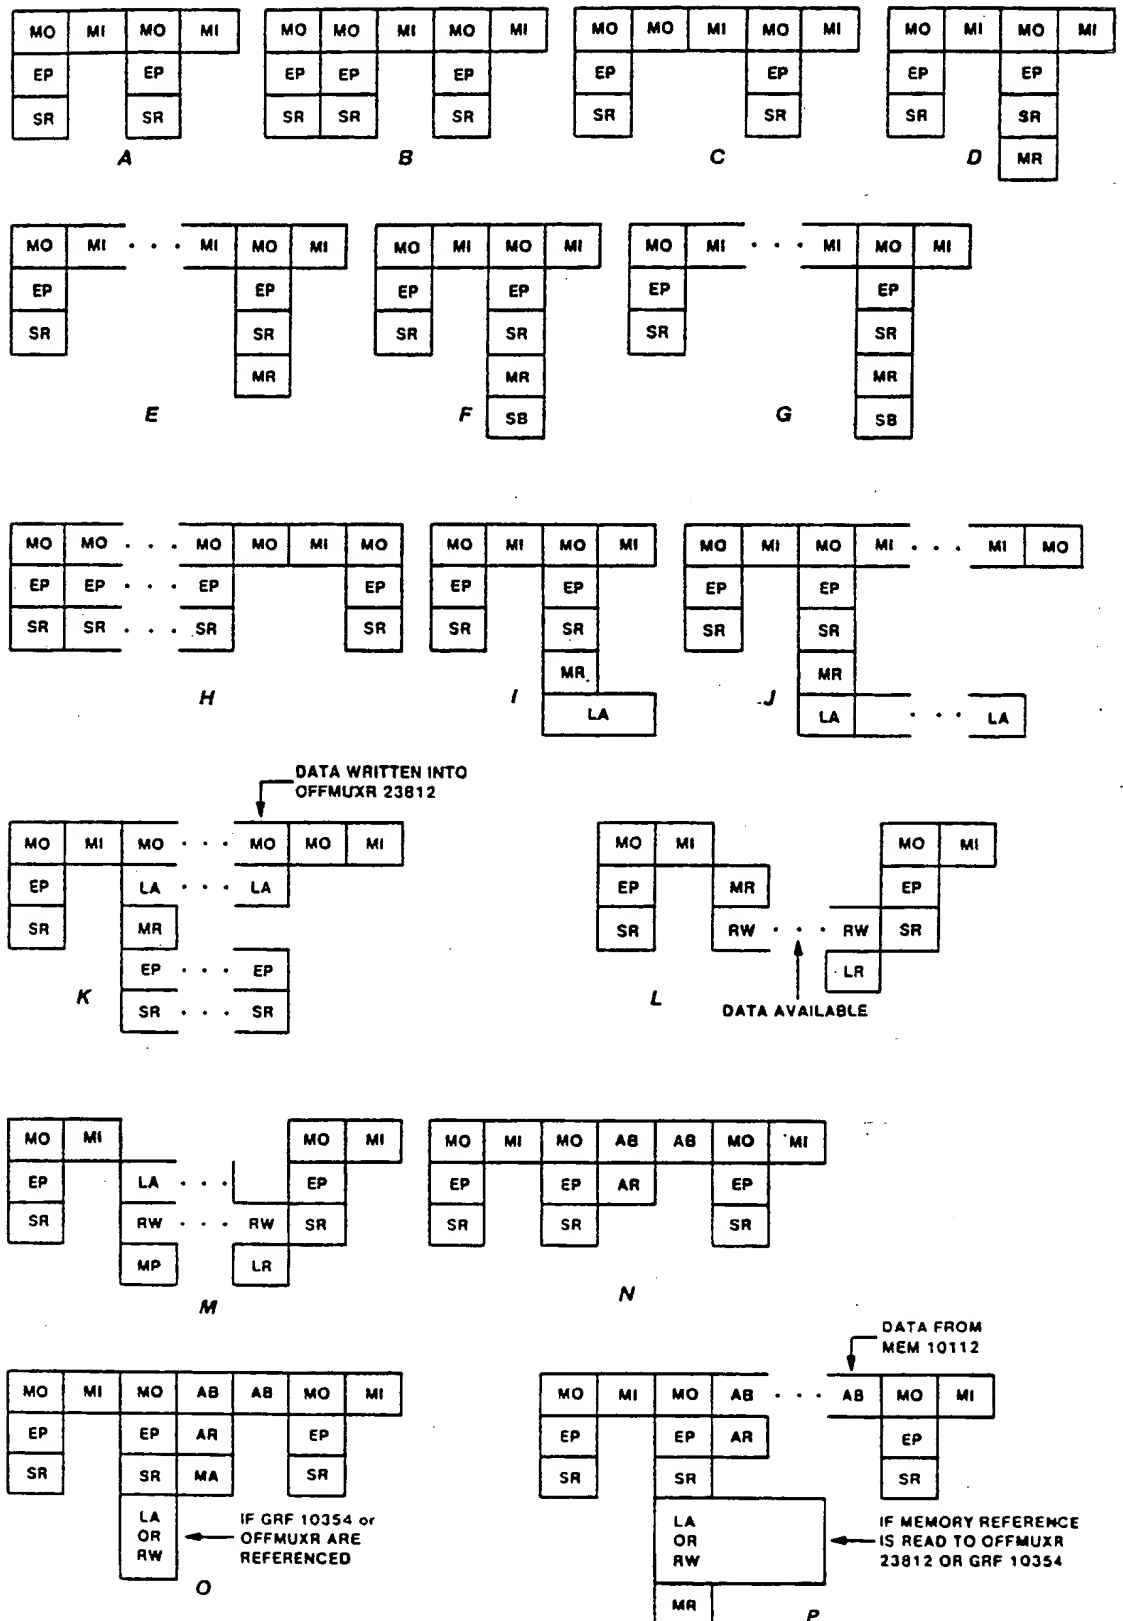 MO MI MO MI MO MO MI MO MI MO MO MI MO MI MO MI MO MI
EP EP EP EP EP EP EP EP EP
SR SR SR SR SR SR SR SR SR
A B C D MR
MO MI . . . MI MO MI MO MI MO MI MO MI . . . MI MO MI
EP EP EP EP EP EP
SR SR SR SR SR SR
MR MR MR
E F SB G SB
MO MO . . . MO MO MI MO MO MI MO MI MO MI MO MI . . . MI MO
EP EP . . . EP EP EP EP EP EP
SR SR . . . SR SR SR SR SR SR
MR MR
H I LA J LA . . . LA
DATA WRITTEN INTO
OFFMUXR 23812
MO MI MO . . . MO MO MI MO MI MO MI
EP LA . . . LA EP MR EP
SR MR SR RW . . . RW SR
EP . . . EP LR
K L
SR . . . SR DATA AVAILABLE
MO MI MO MI MO MI MO AB AB MO MI
EP LA . . . EP EP EP AR EP
SR RW . . . RW SR SR SR SR
MP LR
M N
DATA FROM
MEM 10112
MO MI MO AB AB MO MI MO MI MO AB . . . AB MO MI
EP EP AR EP EP EP AR EP
SR SR MA SR SR SR SR
LA IF GRF 10354 or LA IF MEMORY REFERENCE
OR OFFMUXR ARE OR IS READ TO OFFMUXR
RW REFERENCED RW 23812 OR GRF 10354
O MR P